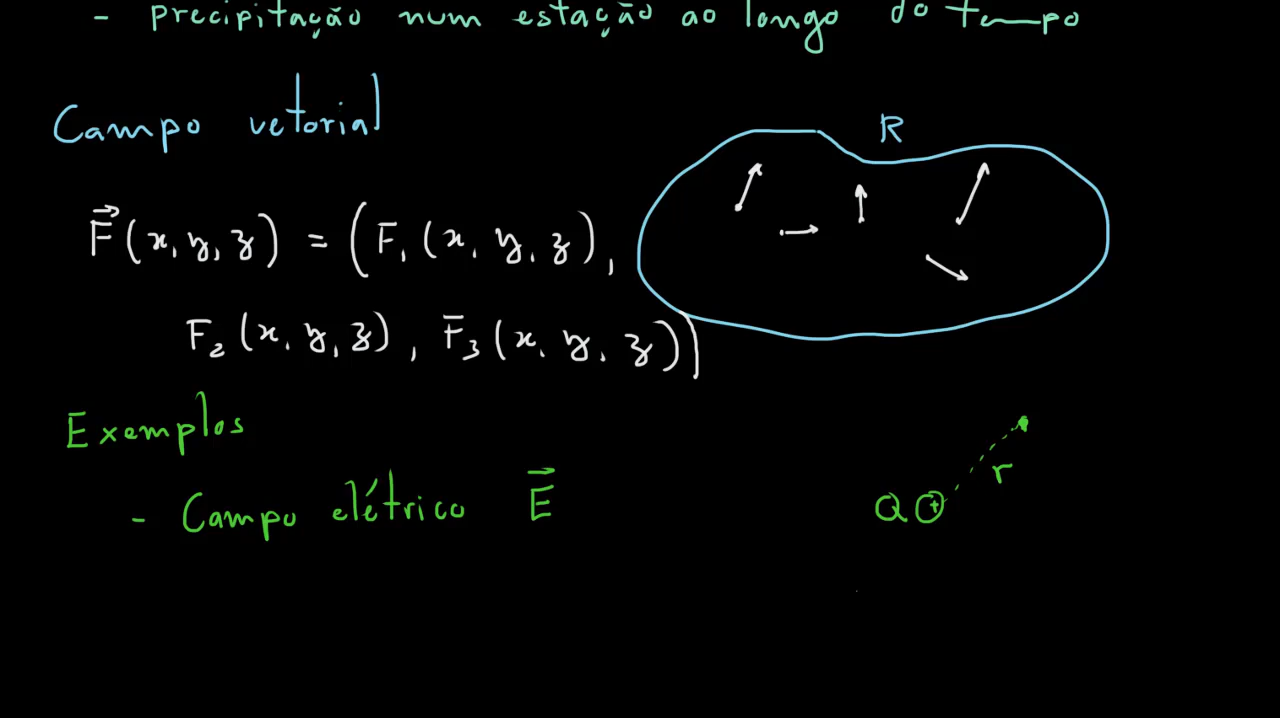 - precipitação num estação ao longo do tempo
Campo vetorial
R
F⃗(x, y, z) = (F₁(x, y, z),
F₂(x, y, z), F₃(x, y, z))
Exemplos
- Campo elétrico E⃗
r
Q +